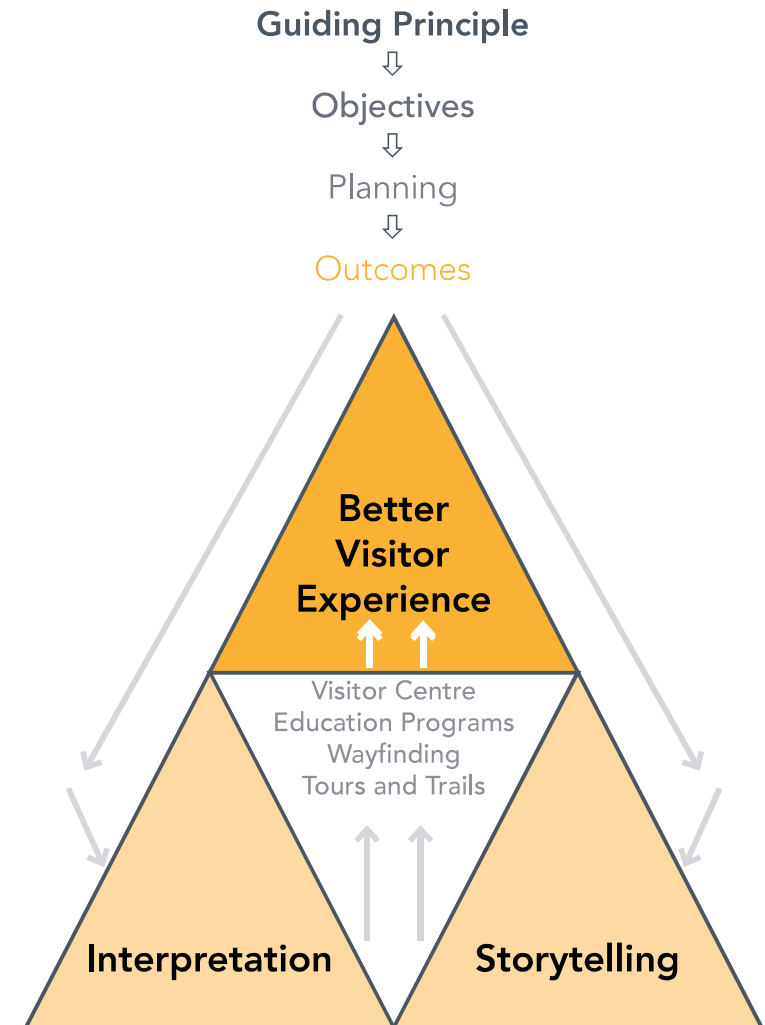 Guiding Principle
Objectives
Planning
Outcomes
Better
Visitor
Experience
Visitor Centre
Education Programs
Wayfinding
Tours and Trails
Interpretation
Storytelling